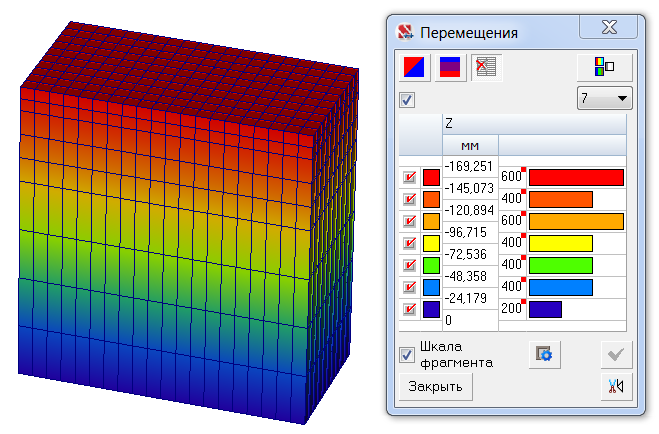 Перемещения
7
Z
мм
-169,251
600
-145,073
400
-120,894
600
-96,715
400
-72,536
400
-48,358
400
-24,179
200
0
Шкала
фрагмента
Закрыть